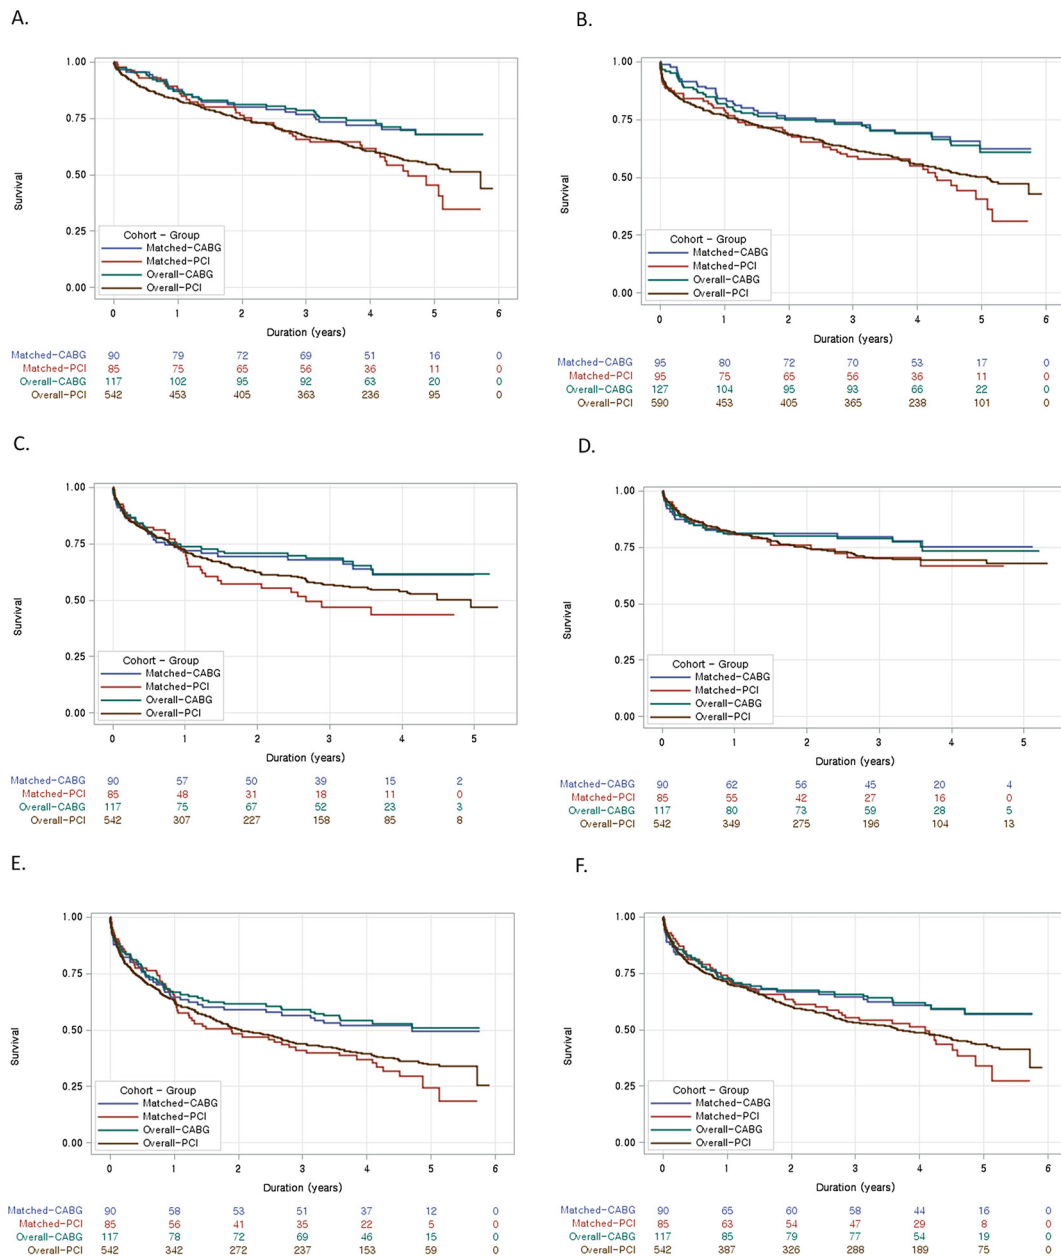 A.
1.00
0.75
0.50
0.25
0.00
Survival
Cohort – Group
Matched-CABG
Matched-PCI
Overall-CABG
Overall-PCI
0 1 2 3 4 5 6
Duration (years)
Matched-CABG 90 79 72 69 51 16 0
Matched-PCI 85 75 65 56 36 11 0
Overall-CABG 117 102 95 92 63 20 0
Overall-PCI 542 453 405 363 236 95 0
B.
1.00
0.75
0.50
0.25
0.00
Survival
Cohort – Group
Matched-CABG
Matched-PCI
Overall-CABG
Overall-PCI
0 1 2 3 4 5 6
Duration (years)
Matched-CABG 95 80 72 70 53 17 0
Matched-PCI 95 75 65 56 36 11 0
Overall-CABG 127 104 95 93 66 22 0
Overall-PCI 590 453 405 365 238 101 0
C.
1.00
0.75
0.50
0.25
0.00
Survival
Cohort – Group
Matched-CABG
Matched-PCI
Overall-CABG
Overall-PCI
0 1 2 3 4 5
Duration (years)
Matched-CABG 90 57 50 39 15 2
Matched-PCI 85 48 31 18 11 0
Overall-CABG 117 75 67 52 23 3
Overall-PCI 542 307 227 158 85 8
D.
1.00
0.75
0.50
0.25
0.00
Survival
Cohort – Group
Matched-CABG
Matched-PCI
Overall-CABG
Overall-PCI
0 1 2 3 4 5
Duration (years)
Matched-CABG 90 62 56 45 20 4
Matched-PCI 85 55 42 27 16 0
Overall-CABG 117 80 73 59 28 5
Overall-PCI 542 349 275 196 104 13
E.
1.00
0.75
0.50
0.25
0.00
Survival
Cohort – Group
Matched-CABG
Matched-PCI
Overall-CABG
Overall-PCI
0 1 2 3 4 5 6
Duration (years)
Matched-CABG 90 58 53 51 37 12 0
Matched-PCI 85 56 41 35 22 5 0
Overall-CABG 117 78 72 69 46 15 0
Overall-PCI 542 342 272 237 153 59 0
F.
1.00
0.75
0.50
0.25
0.00
Survival
Cohort – Group
Matched-CABG
Matched-PCI
Overall-CABG
Overall-PCI
0 1 2 3 4 5 6
Duration (years)
Matched-CABG 90 65 60 58 44 16 0
Matched-PCI 85 63 54 47 29 8 0
Overall-CABG 117 85 79 77 54 19 0
Overall-PCI 542 387 326 288 189 75 0